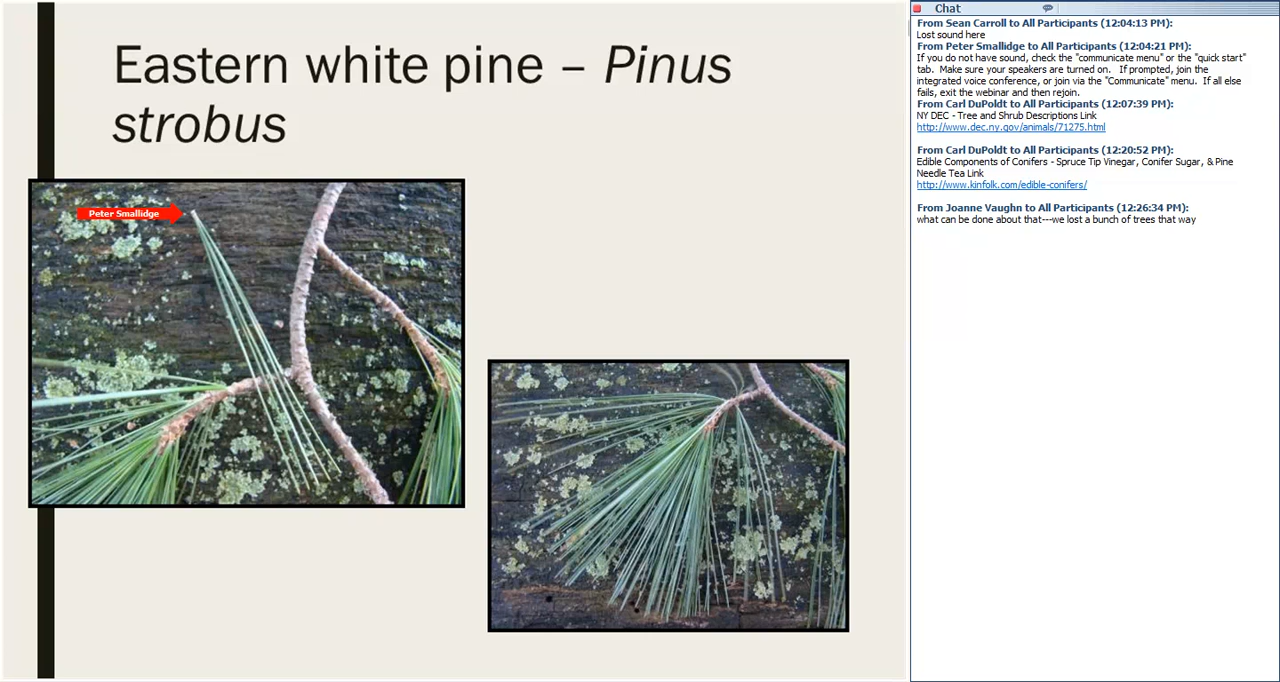 Eastern white pine – Pinus
strobus
Peter Smallidge
Chat
From Sean Carroll to All Participants (12:04:13 PM):
Lost sound here
From Peter Smallidge to All Participants (12:04:21 PM):
If you do not have sound, check the "communicate menu" or the "quick start"
tab.  Make sure your speakers are turned on.   If prompted, join the
integrated voice conference, or join via the "Communicate" menu.  If all else
fails, exit the webinar and then rejoin.
From Carl DuPoldt to All Participants (12:07:39 PM):
NY DEC - Tree and Shrub Descriptions Link
http://www.dec.ny.gov/animals/71275.html
From Carl DuPoldt to All Participants (12:20:52 PM):
Edible Components of Conifers - Spruce Tip Vinegar, Conifer Sugar, & Pine
Needle Tea Link
http://www.kinfolk.com/edible-conifers/
From Joanne Vaughn to All Participants (12:26:34 PM):
what can be done about that---we lost a bunch of trees that way